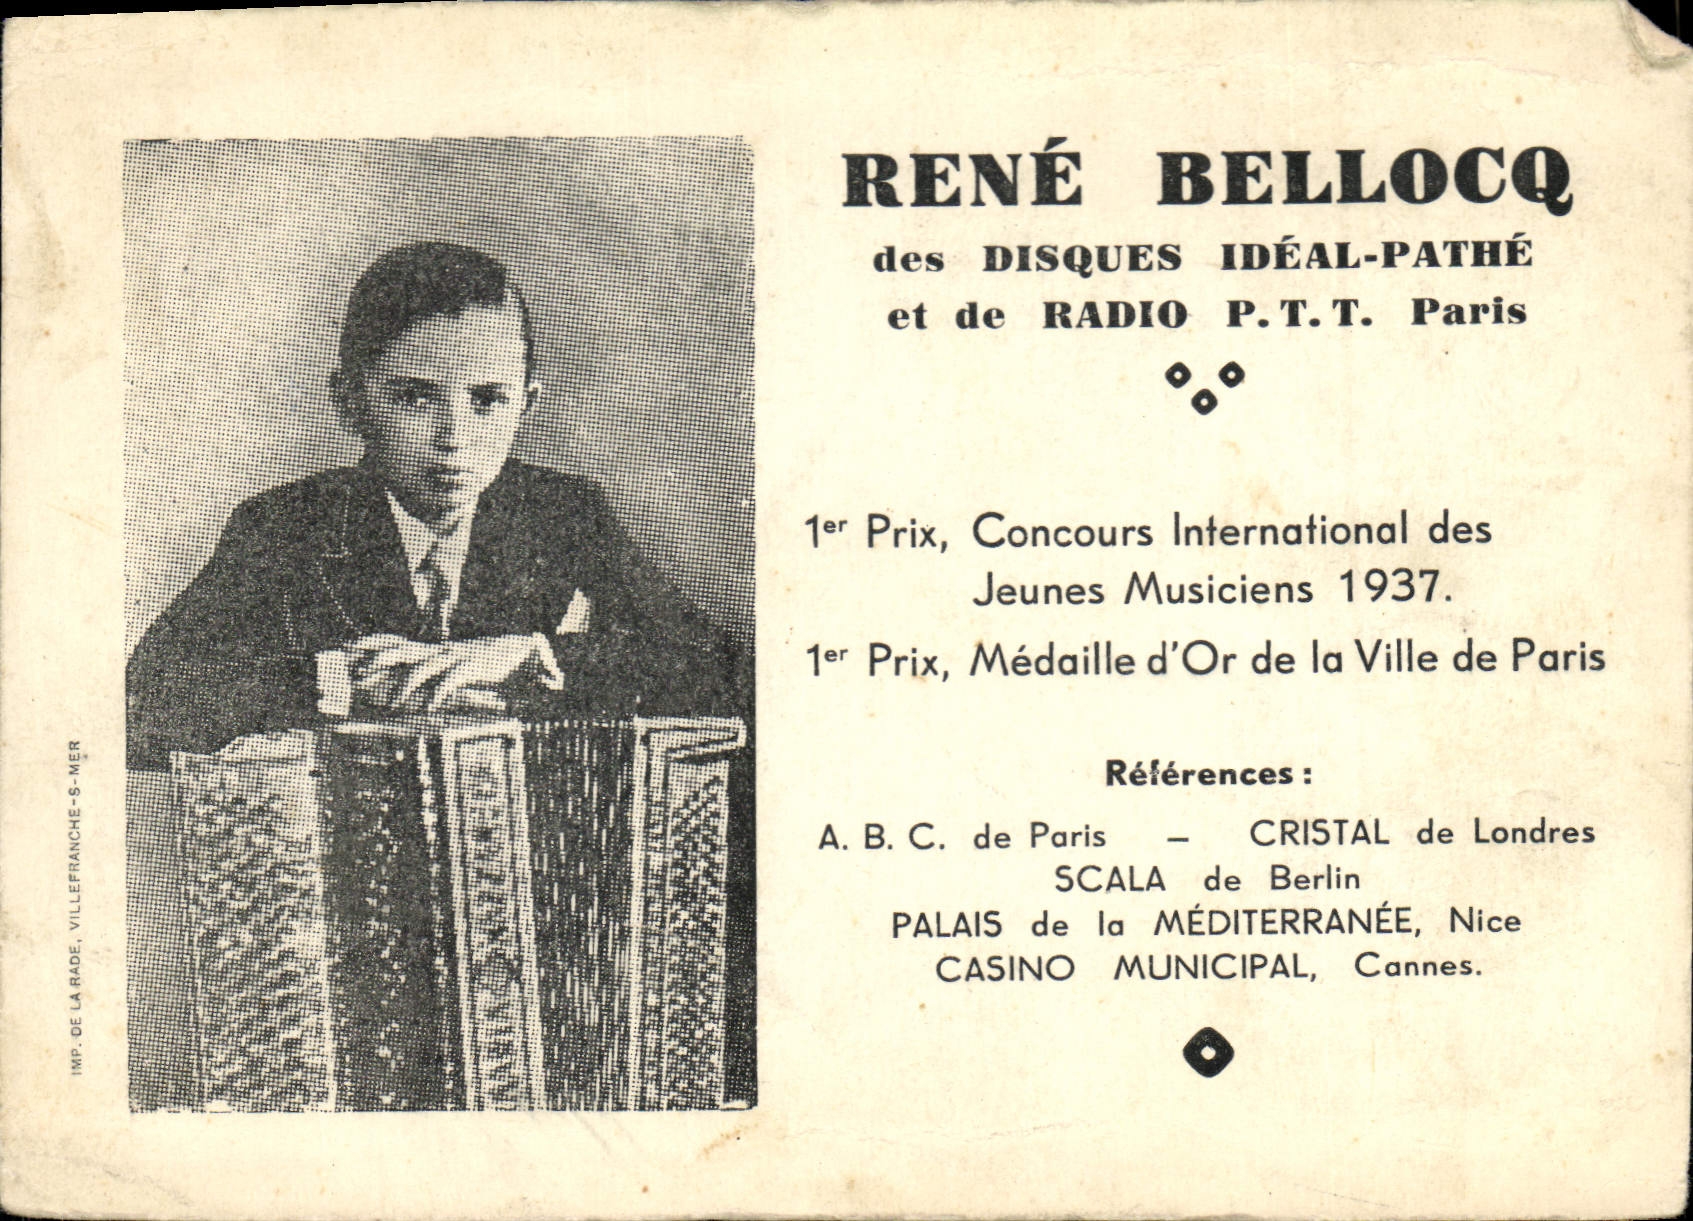 RENÉ BELLOCQ
des DISQUES IDÉAL-PATHÉ
et de RADIO P.T.T. Paris
1er Prix, Concours International des
Jeunes Musiciens 1937.
1er Prix, Médaille d'Or de la Ville de Paris
Références :
A. B. C. de Paris – CRISTAL de Londres
SCALA de Berlin
PALAIS de la MÉDITERRANÉE, Nice
CASINO MUNICIPAL, Cannes.
IMP. DE LA RADE, VILLEFRANCHE-S-MER